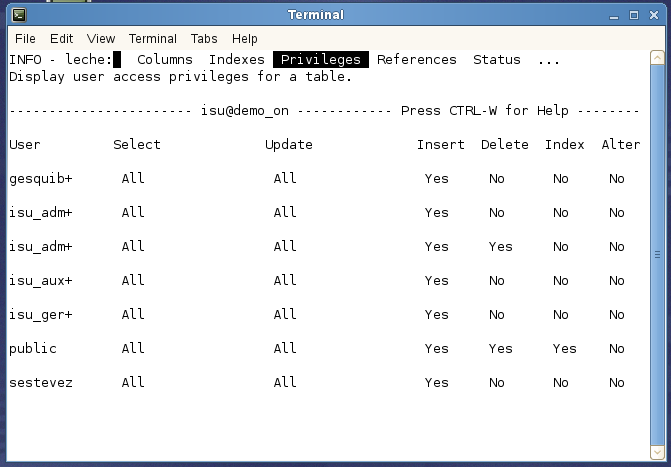 Terminal
File Edit View Terminal Tabs Help
INFO - leche: Columns Indexes Privileges References Status ...
Display user access privileges for a table.
---------------------- isu@demo_on ------------ Press CTRL-W for Help --------
User Select Update Insert Delete Index Alter
gesquib+ All All Yes No No No
isu_adm+ All All Yes No No No
isu_adm+ All All Yes Yes No No
isu_aux+ All All Yes No No No
isu_ger+ All All Yes No No No
public All All Yes Yes Yes No
sestevez All All Yes No No No